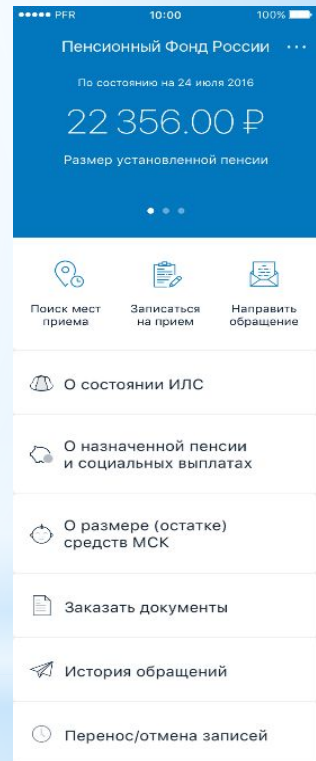 PFR 10:00 100%
Пенсионный Фонд России
По состоянию на 24 июля 2016
22 356.00 ₽
Размер установленной пенсии
Поиск мест
приема
Записаться
на прием
Направить
обращение
О состоянии ИЛС
О назначенной пенсии
и социальных выплатах
О размере (остатке)
средств МСК
Заказать документы
История обращений
Перенос/отмена записей